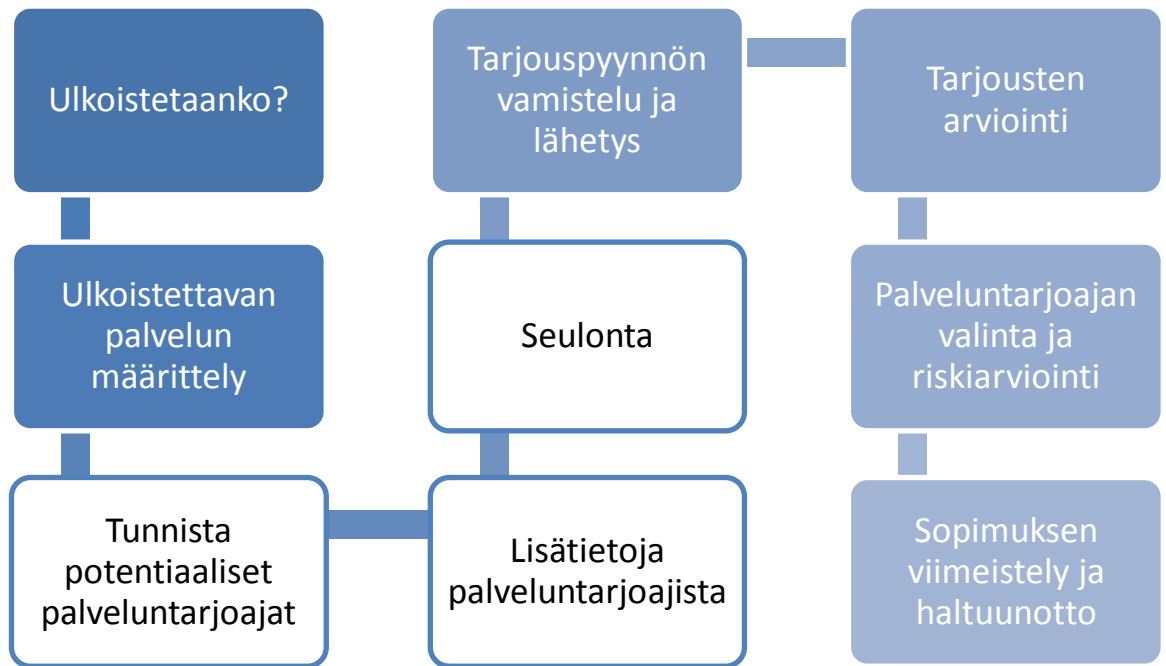 Ulkoistetaanko?
Ulkoistettavan
palvelun
määrittely
Tunnista
potentiaaliset
palveluntarjoajat
Lisätietoja
palveluntarjoajista
Seulonta
Tarjouspyynnön
vamistelu ja
lähetys
Tarjousten
arviointi
Palveluntarjoajan
valinta ja
riskiarviointi
Sopimuksen
viimeistely ja
haltuunotto